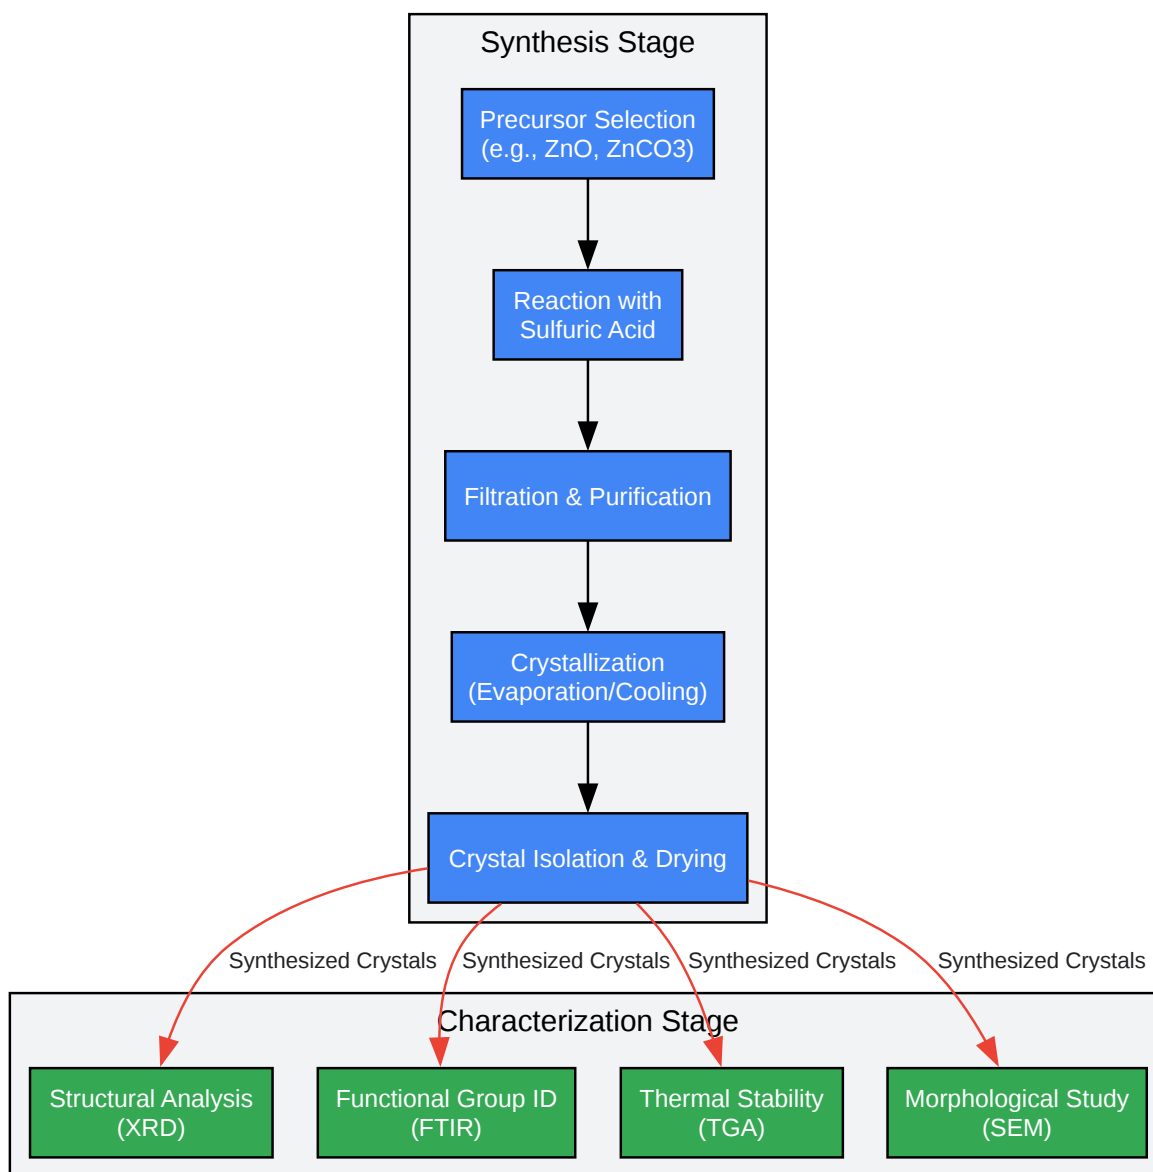 Synthesis Stage
Precursor Selection
(e.g., ZnO, ZnCO3)
Reaction with
Sulfuric Acid
Filtration & Purification
Crystallization
(Evaporation/Cooling)
Crystal Isolation & Drying
Synthesized Crystals
Synthesized Crystals
Synthesized Crystals
Synthesized Crystals
Characterization Stage
Structural Analysis
(XRD)
Functional Group ID
(FTIR)
Thermal Stability
(TGA)
Morphological Study
(SEM)